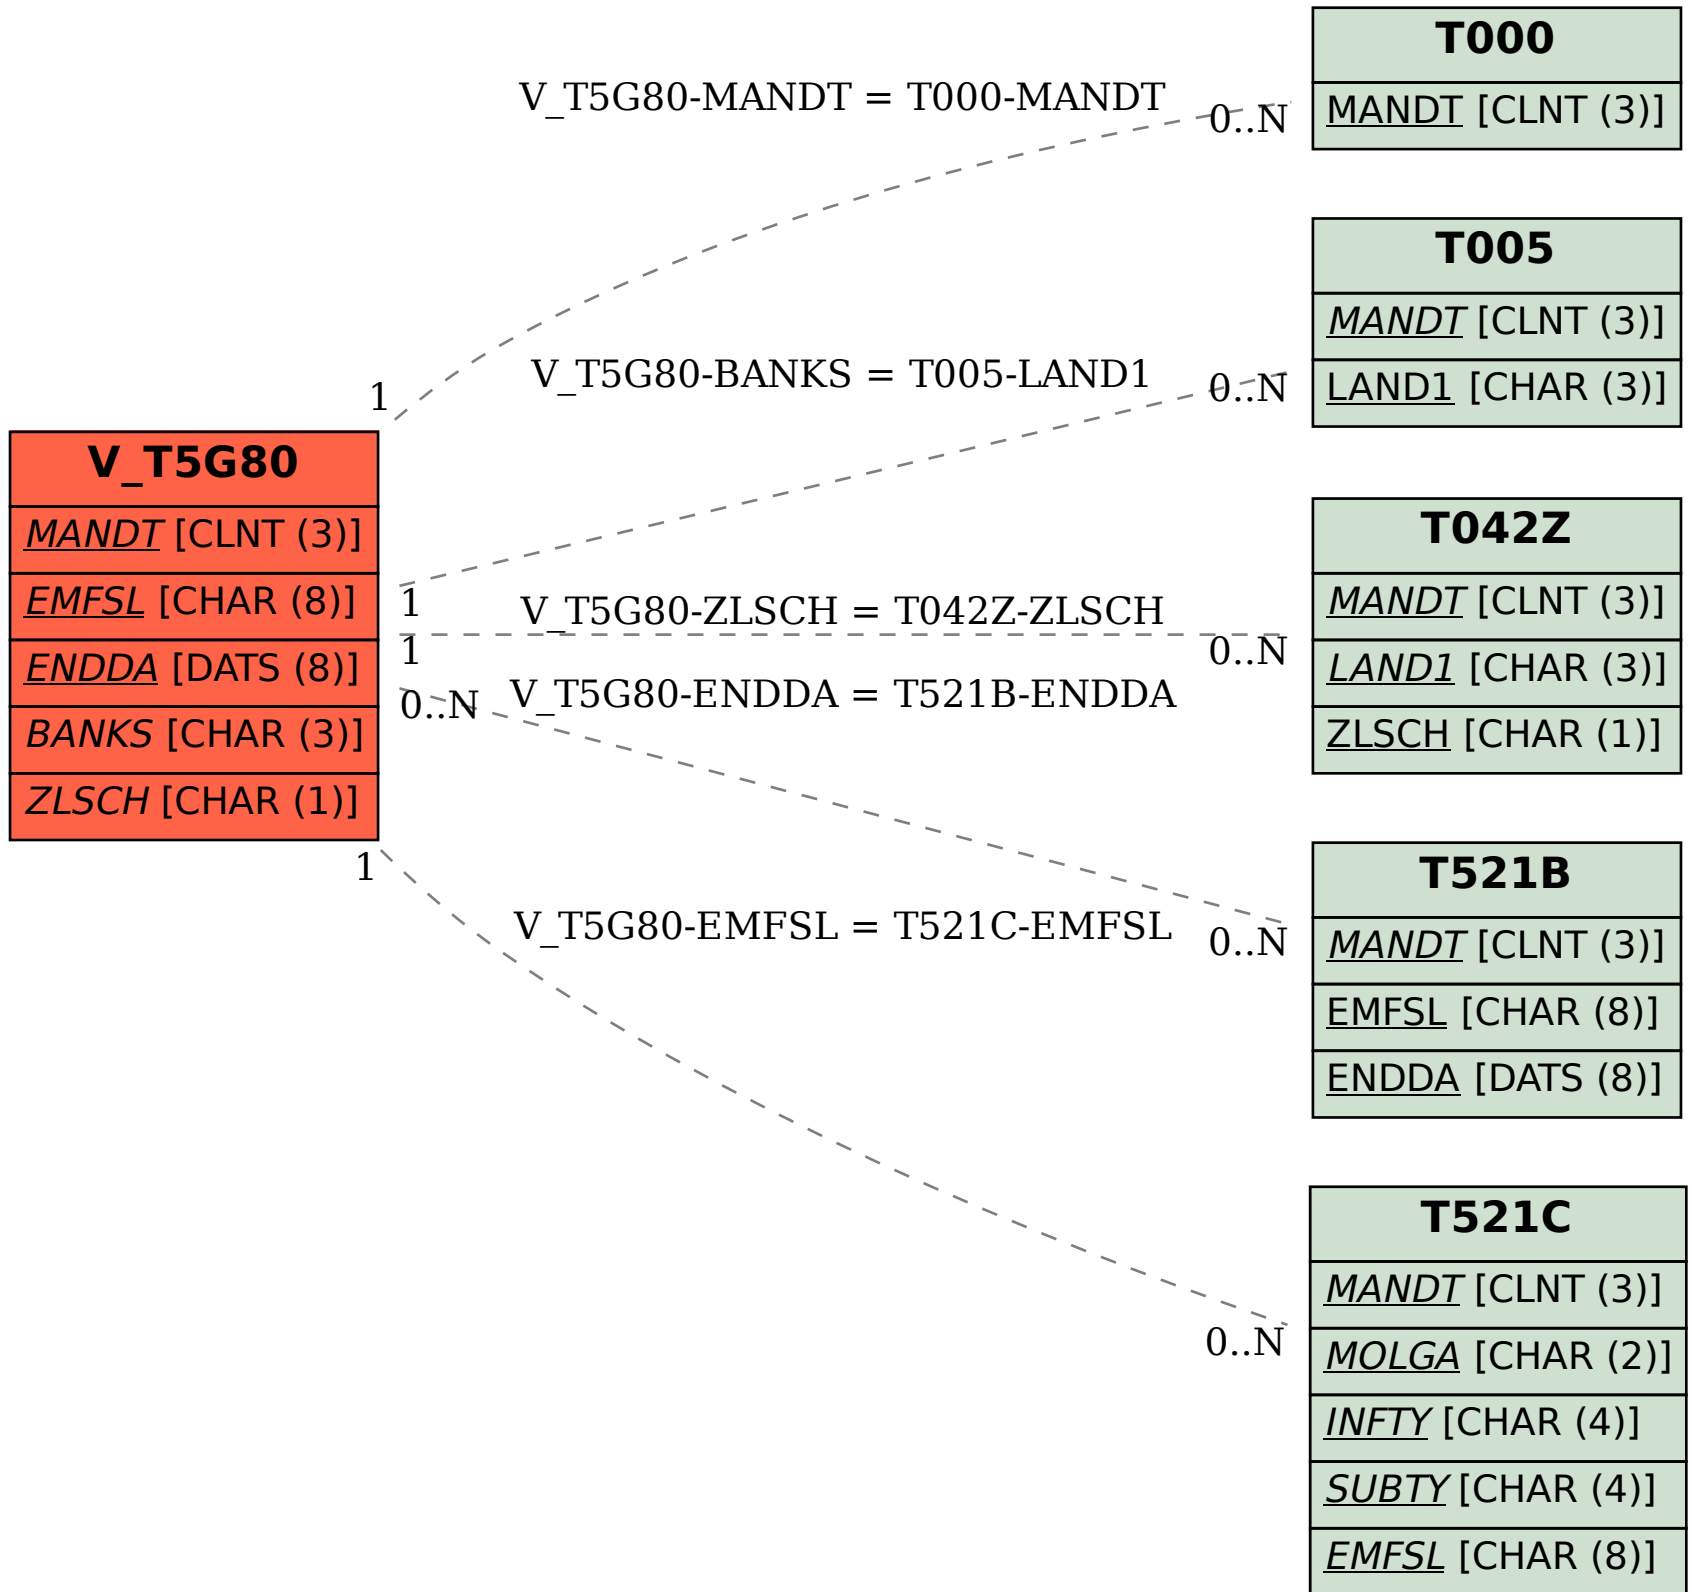 V_T5G80
MANDT [CLNT (3)]
EMFSL [CHAR (8)]
ENDDA [DATS (8)]
BANKS [CHAR (3)]
ZLSCH [CHAR (1)]
V_T5G80-MANDT = T000-MANDT
1
0..N
V_T5G80-BANKS = T005-LAND1
1
0..N
V_T5G80-ZLSCH = T042Z-ZLSCH
1
0..N
V_T5G80-ENDDA = T521B-ENDDA
0..N
0..N
V_T5G80-EMFSL = T521C-EMFSL
1
0..N
T000
MANDT [CLNT (3)]
T005
MANDT [CLNT (3)]
LAND1 [CHAR (3)]
T042Z
MANDT [CLNT (3)]
LAND1 [CHAR (3)]
ZLSCH [CHAR (1)]
T521B
MANDT [CLNT (3)]
EMFSL [CHAR (8)]
ENDDA [DATS (8)]
T521C
MANDT [CLNT (3)]
MOLGA [CHAR (2)]
INFTY [CHAR (4)]
SUBTY [CHAR (4)]
EMFSL [CHAR (8)]